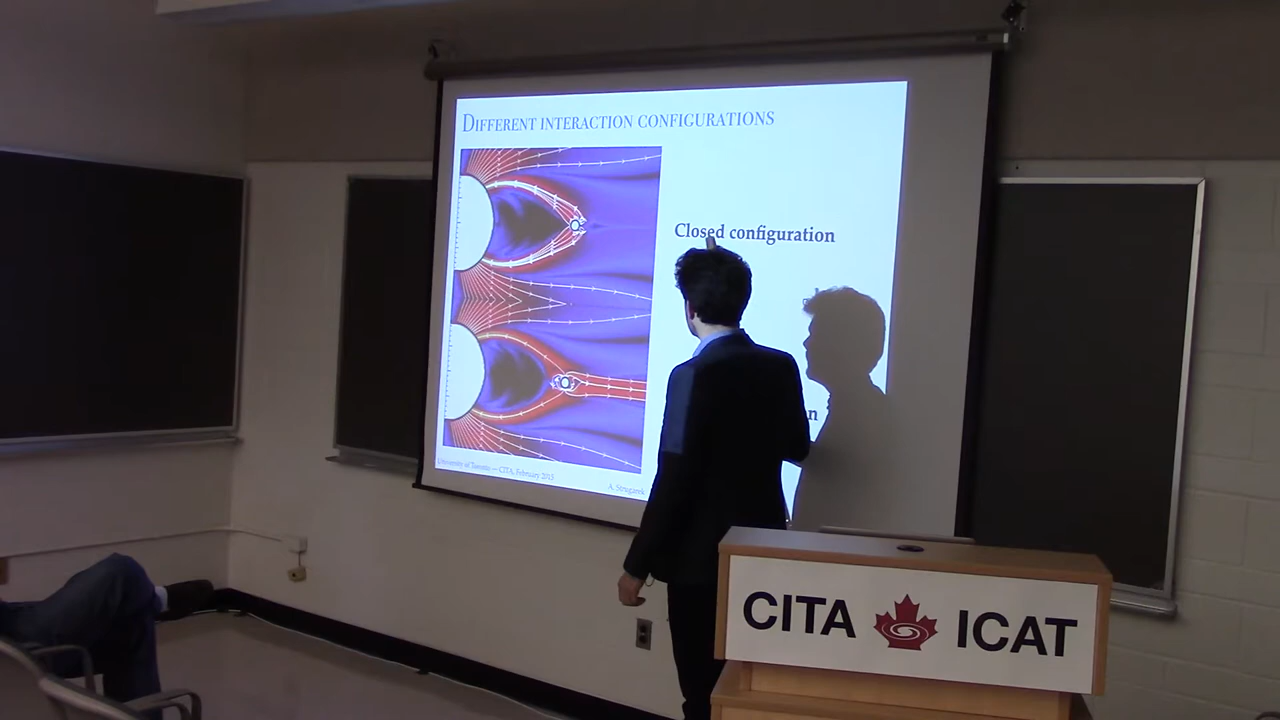 DIFFERENT INTERACTION CONFIGURATIONS
Closed configuration
n
University of Toronto — CITA, February 2015
A. Strugarek
CITA ICAT